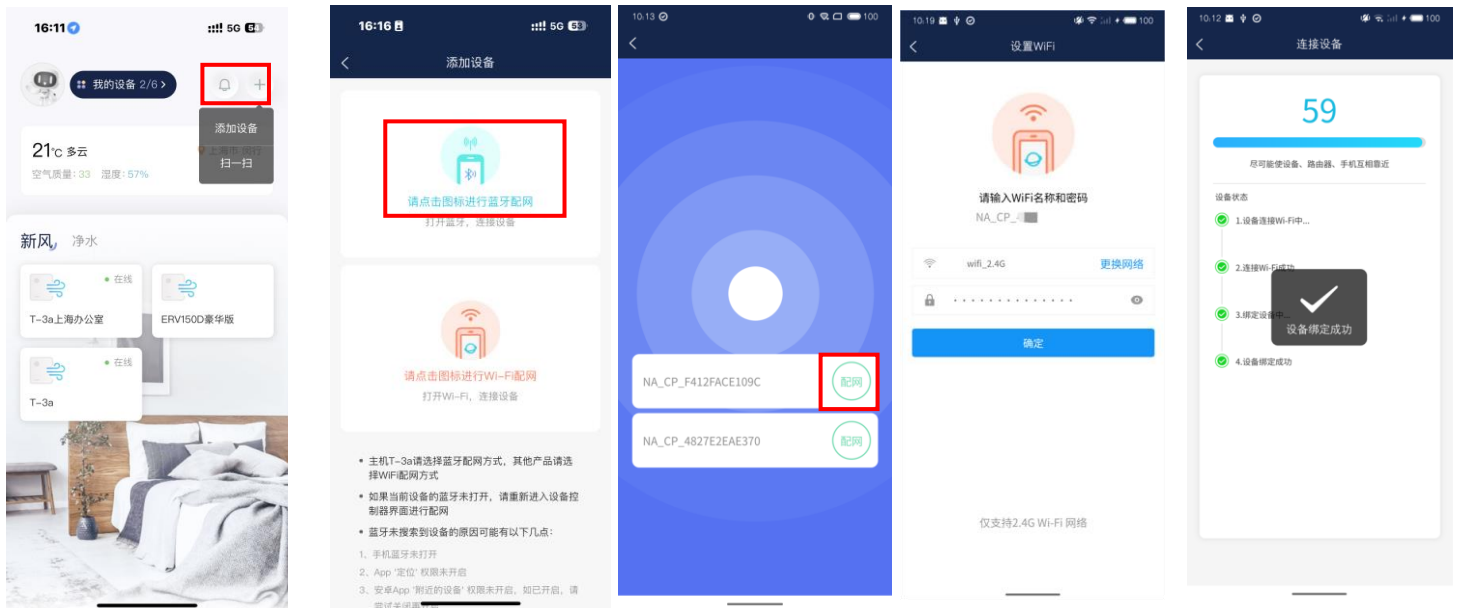 16:11
5G 64
我的设备 2/6 >
添加设备
扫一扫
21°c 多云
空气质量: 33 湿度: 57%
新风
净水
在线
T-3a上海办公室
ERV150D豪华版
在线
T-3a
16:16
5G 63
添加设备
请点击图标进行蓝牙配网
打开蓝牙，连接设备
请点击图标进行Wi-Fi配网
打开Wi-Fi，连接设备
• 主机T-3a请选择蓝牙配网方式，其他产品请选
择WiFi配网方式
• 如果当前设备的蓝牙未打开，请重新进入设备控
制器界面进行配网
• 蓝牙未搜索到设备的原因可能有以下几点：
1、手机蓝牙未打开
2、App '定位' 权限未开启
3、安卓App '附近的设备' 权限未开启，如已开启，请
10:13
100
NA_CP_F412FACE109C
配网
NA_CP_4827E2EAE370
配网
10:19
100
设置WiFi
请输入WiFi名称和密码
NA_CP_
wifi_2.4G
更换网络
确定
仅支持2.4G Wi-Fi 网络
10:12
100
连接设备
59
尽可能使设备、路由器、手机互相靠近
设备状态
1.设备连接Wi-Fi中...
2.连接Wi-Fi成功
3.绑定设备中...
设备绑定成功
4.设备绑定成功